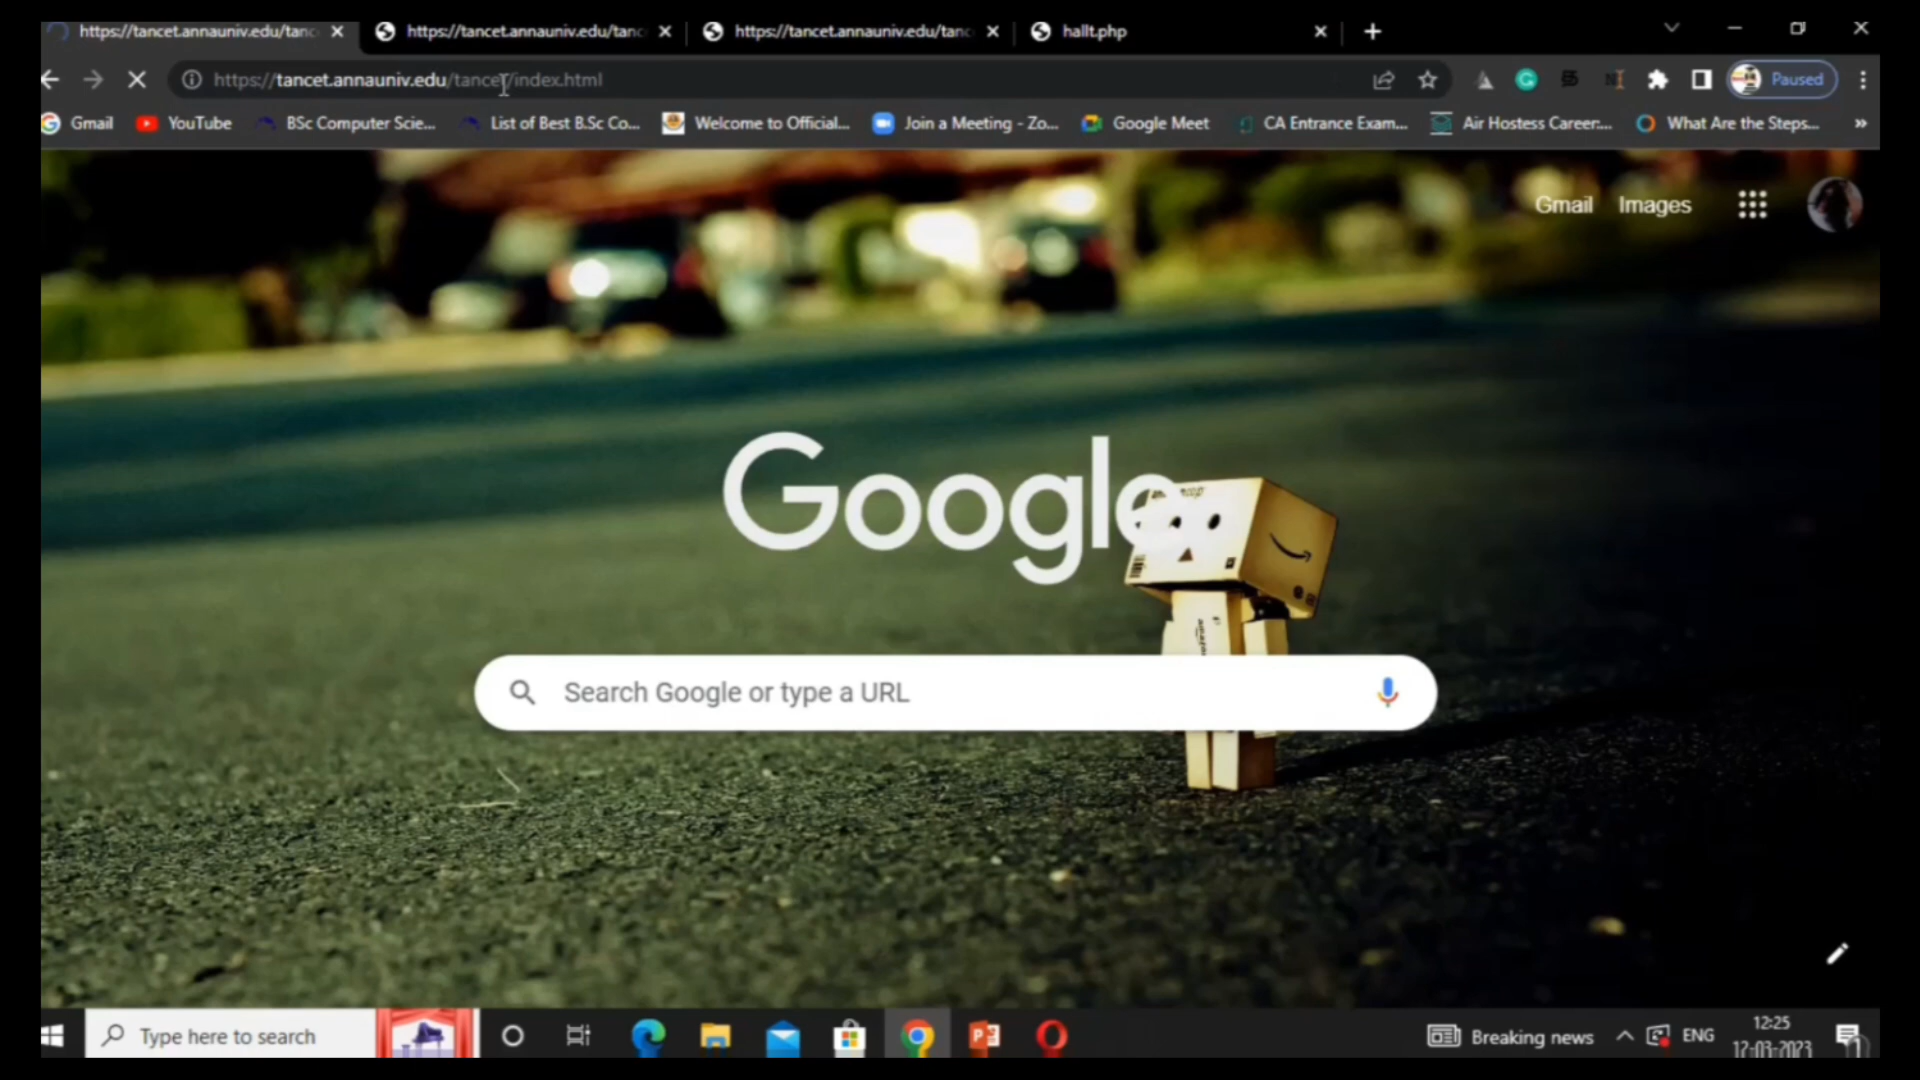 https://tancet.annauniv.edu/tanc
https://tancet.annauniv.edu/tanc
https://tancet.annauniv.edu/tanc
hallt.php
https://tancet.annauniv.edu/tancet/index.html
Paused
Gmail
YouTube
BSc Computer Scie...
List of Best B.Sc Co...
Welcome to Official...
Join a Meeting - Zo...
Google Meet
CA Entrance Exam...
Air Hostess Career:...
What Are the Steps...
Gmail Images
Google
Search Google or type a URL
Type here to search
Breaking news
ENG
12:25
12-03-2023